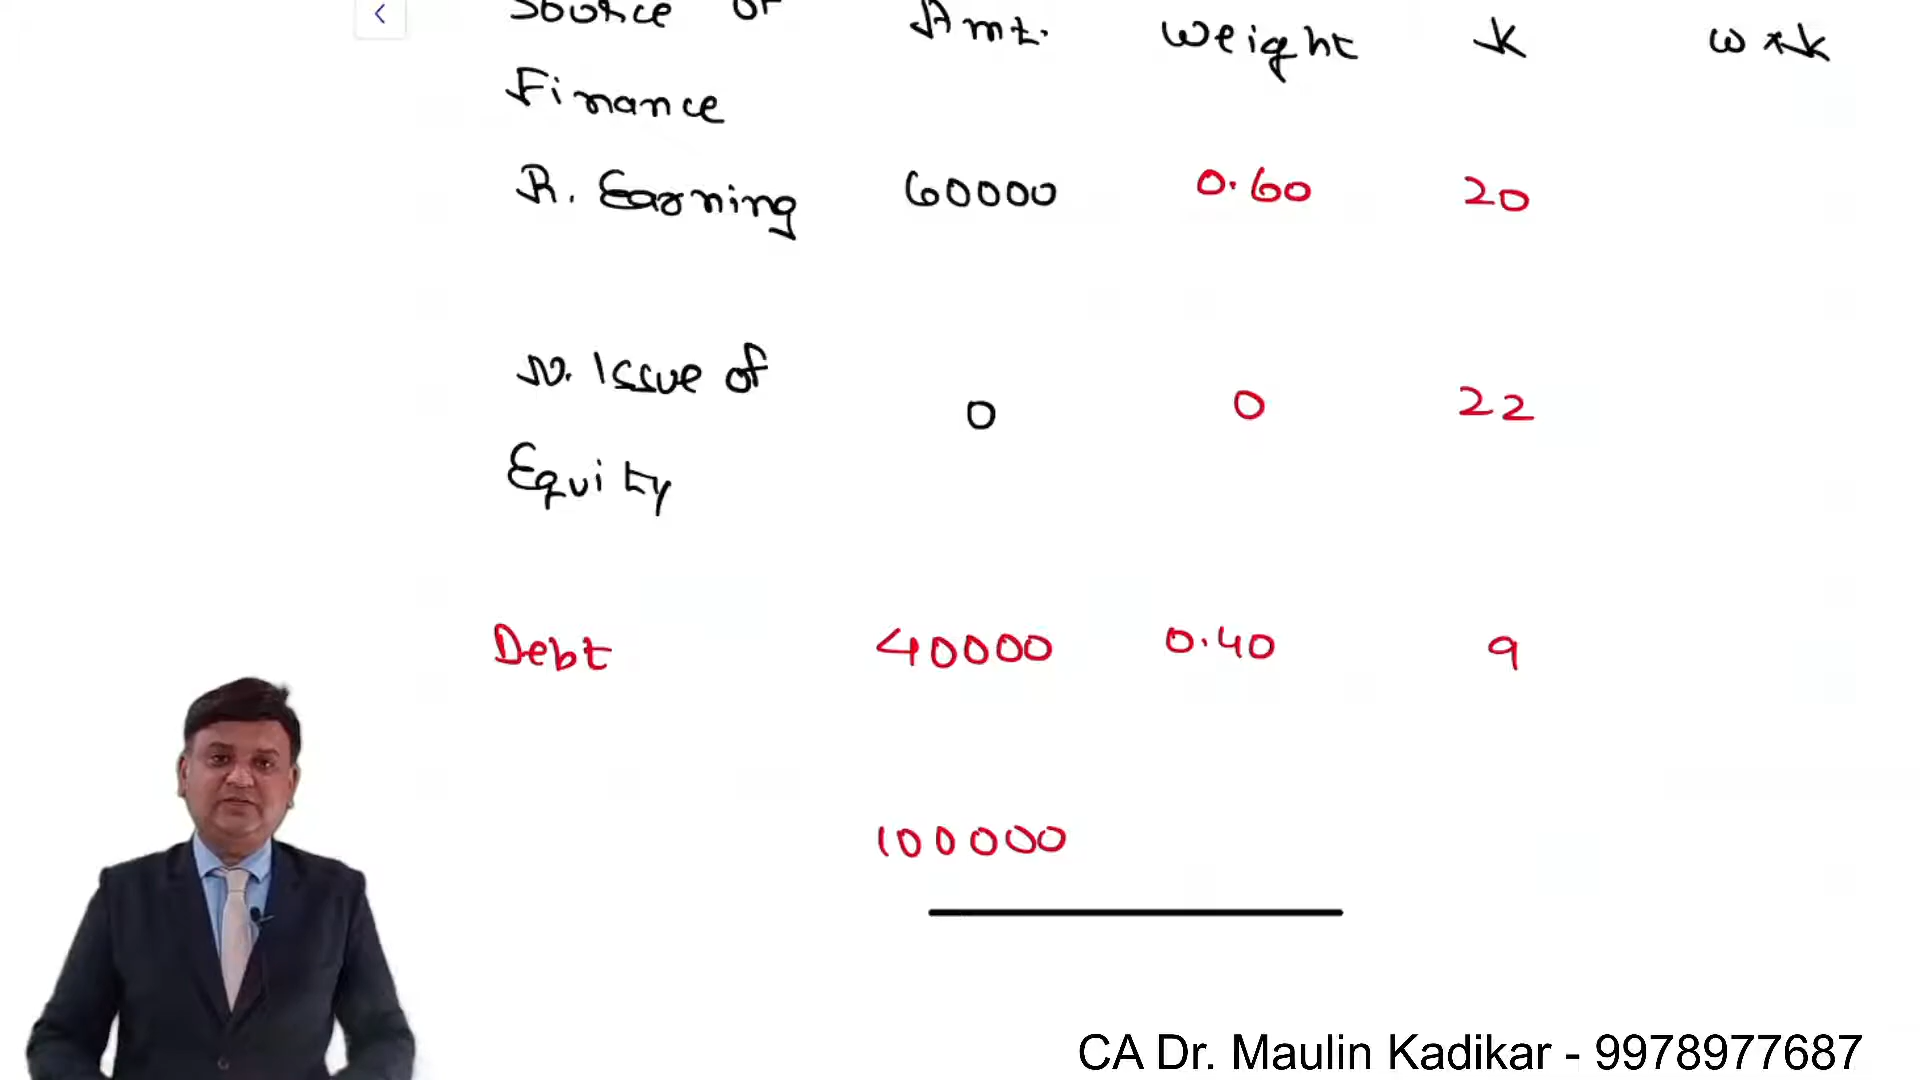 Source of Amt. Weight K W*K
Finance
R. Earning 60000 0.60 20
N. Issue of
0 0 22
Equity
Debt 40000 0.40 9
100000
CA Dr. Maulin Kadikar - 9978977687